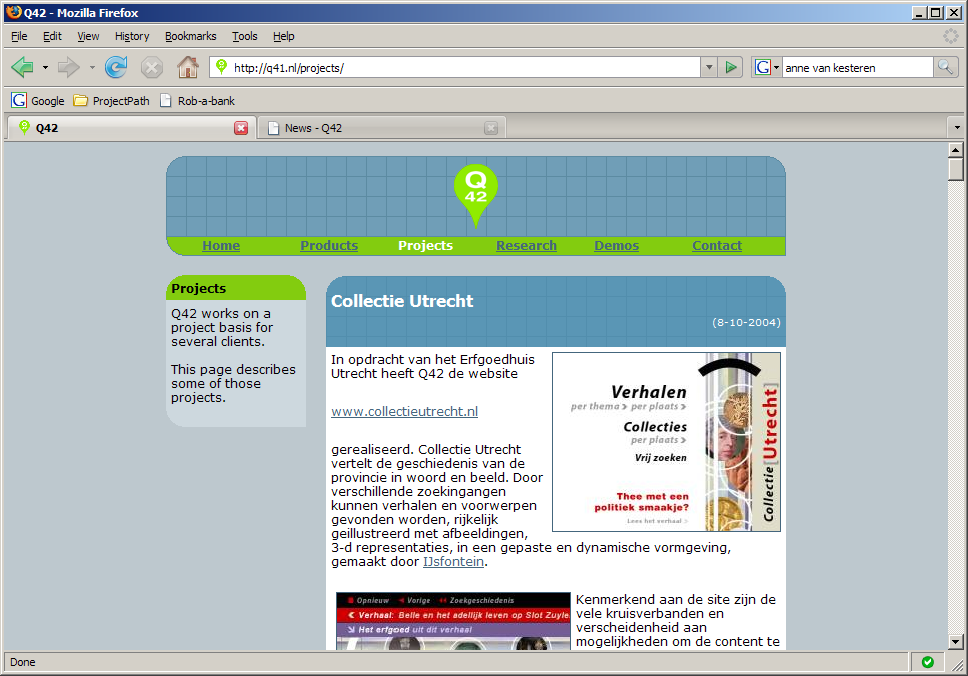 Q42 - Mozilla Firefox
File Edit View History Bookmarks Tools Help
http://q41.nl/projects/ G anne van kesteren
G Google ProjectPath Rob-a-bank
Q42 News - Q42
Q
42
Home Products Projects Research Demos Contact
Projects
Q42 works on a
project basis for
several clients.
This page describes
some of those
projects.
Collectie Utrecht
(8-10-2004)
In opdracht van het Erfgoedhuis
Utrecht heeft Q42 de website
www.collectieutrecht.nl
gerealiseerd. Collectie Utrecht
vertelt de geschiedenis van de
provincie in woord en beeld. Door
verschillende zoekingangen
kunnen verhalen en voorwerpen
gevonden worden, rijkelijk
geillustreerd met afbeeldingen,
3-d representaties, in een gepaste en dynamische vormgeving,
gemaakt door IJsfontein.
Verhalen
per thema > per plaats >
Collecties
per plaats >
Vrij zoeken
Thee met een
politiek smaakje?
Lees het verhaal >
Collectie [Utrecht]
Opnieuw Vorige Zoekgeschiedenis
Verhaal: Belle en het adellijk leven op Slot Zuyle
Het erfgoed uit dit verhaal
Kenmerkend aan de site zijn de
vele kruisverbanden en
verscheidenheid aan
mogelijkheden om de content te
Done